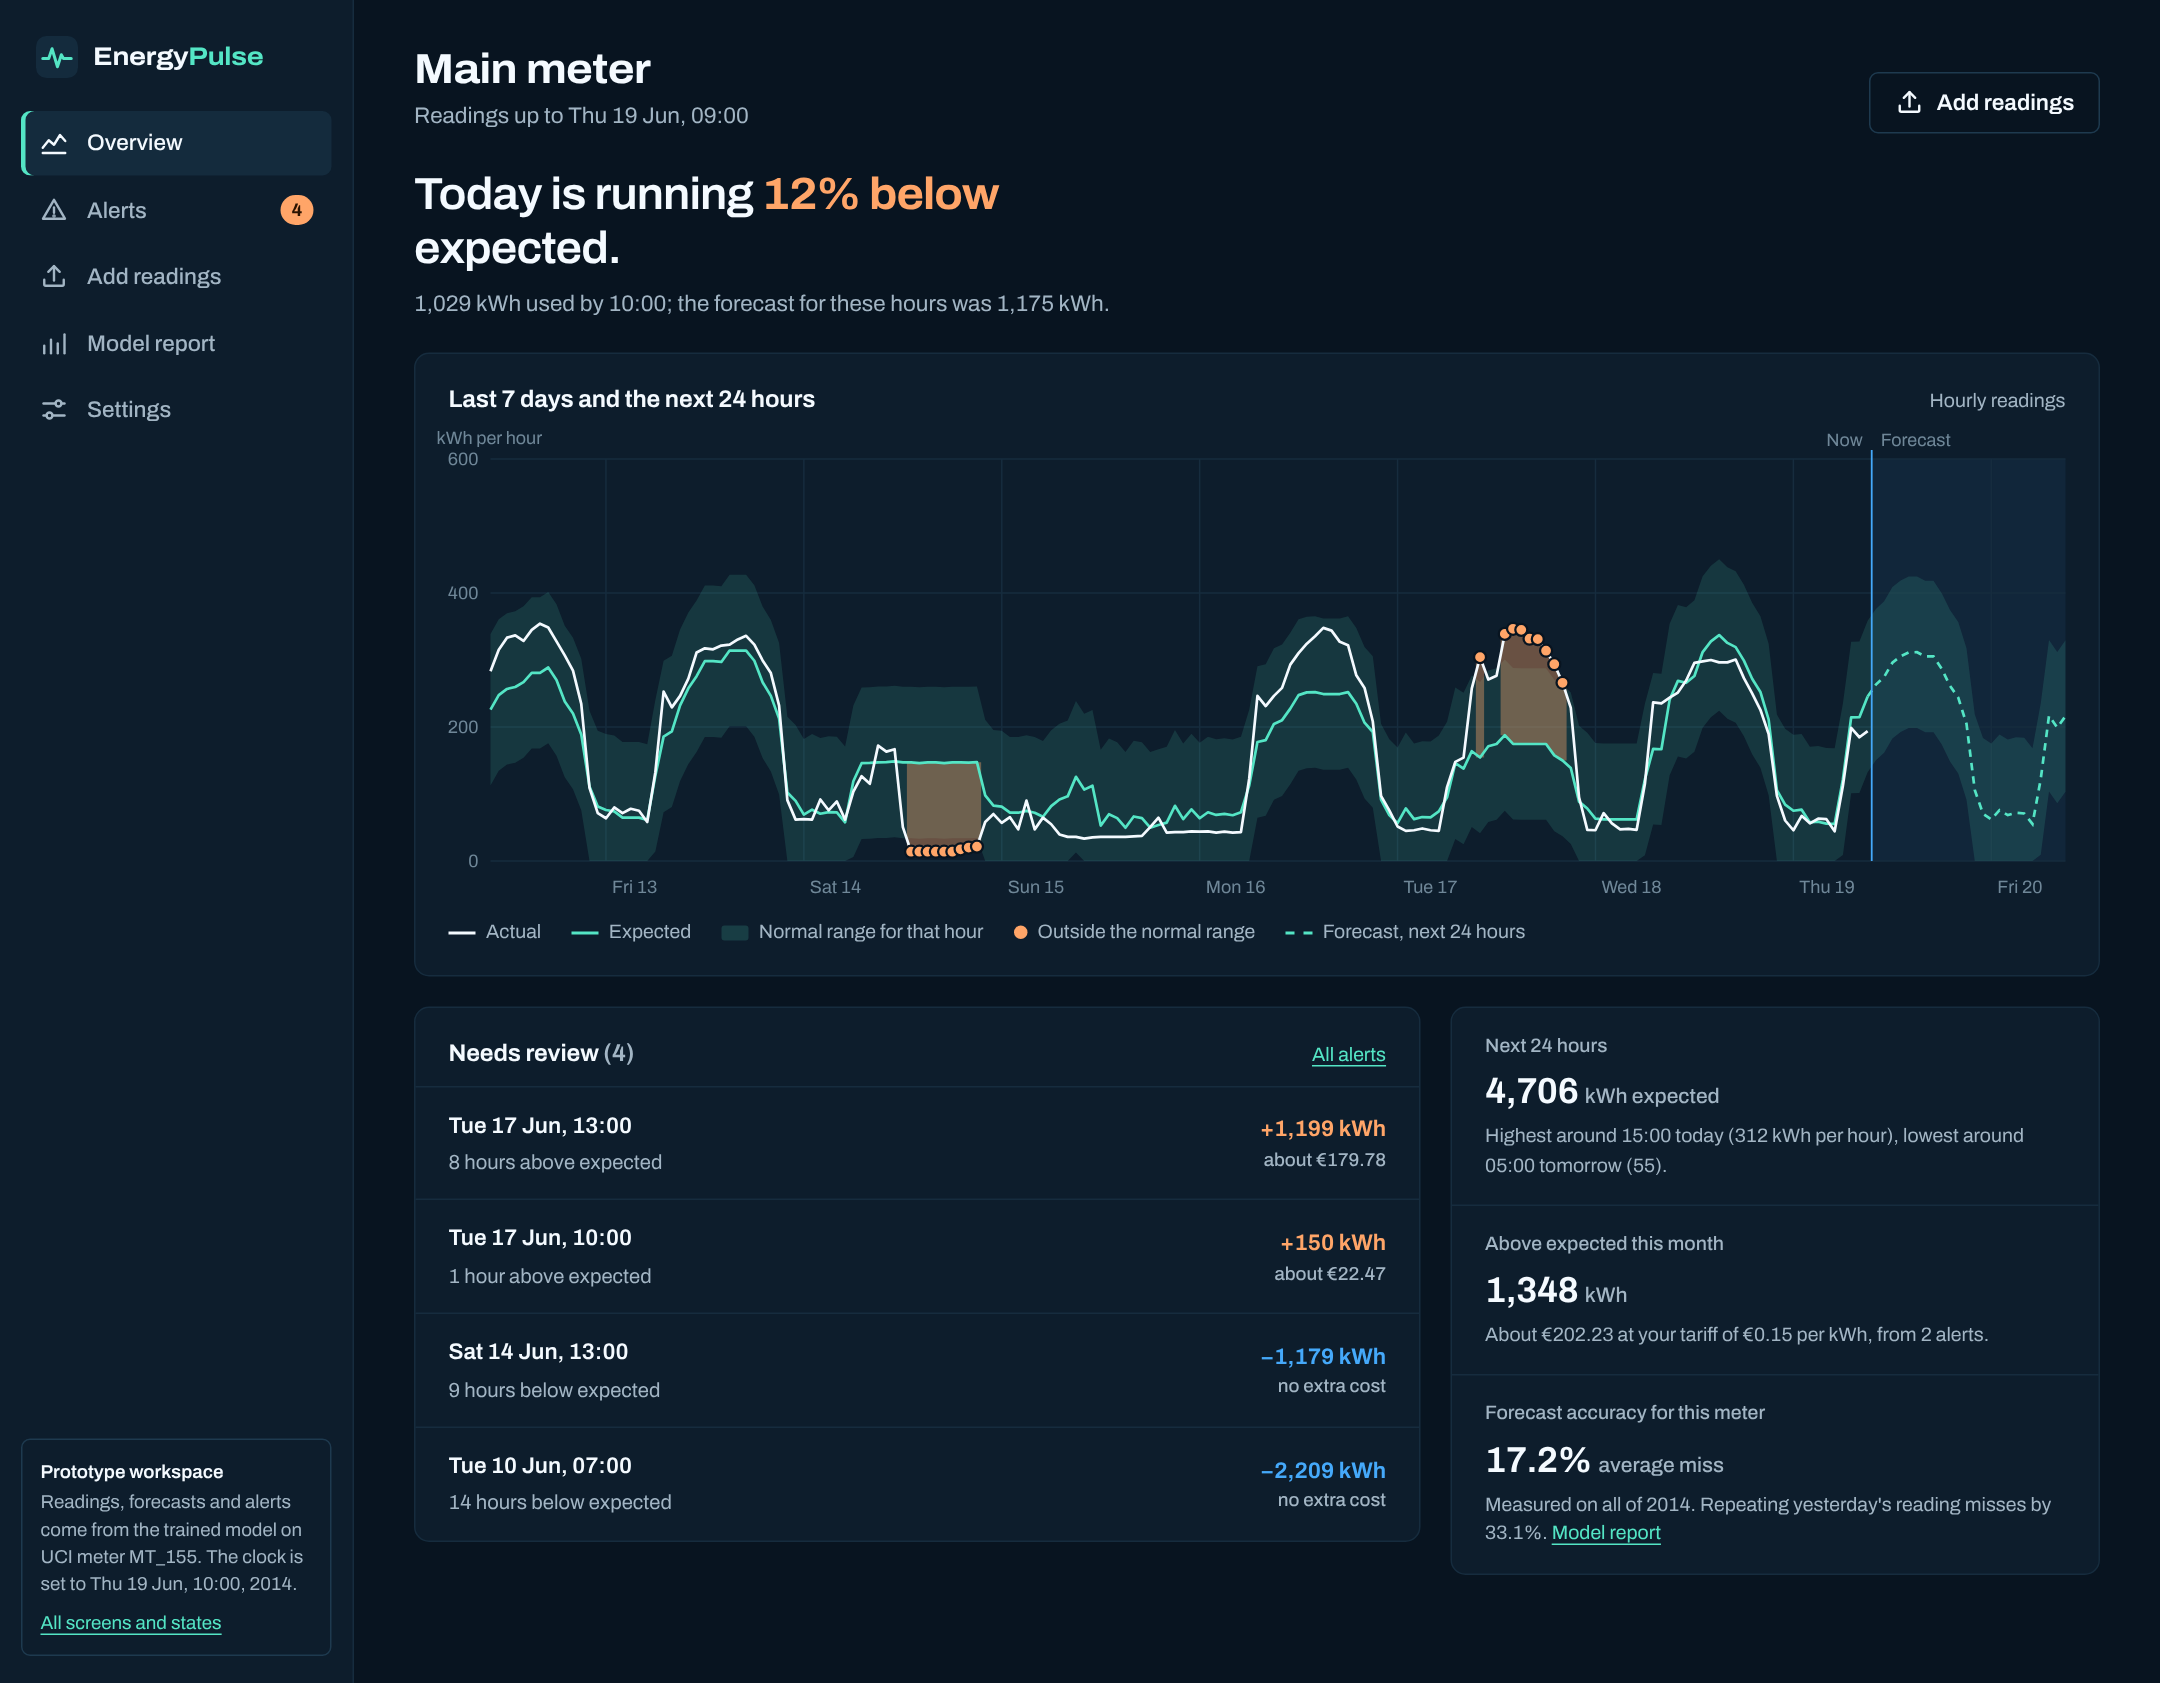 EnergyPulse
Overview
Alerts
4
Add readings
Model report
Settings
Prototype workspace
Readings, forecasts and alerts
come from the trained model on
UCI meter MT_155. The clock is
set to Thu 19 Jun, 10:00, 2014.
All screens and states
Main meter
Readings up to Thu 19 Jun, 09:00
Add readings
Today is running 12% below
expected.
1,029 kWh used by 10:00; the forecast for these hours was 1,175 kWh.
Last 7 days and the next 24 hours
Hourly readings
kWh per hour
Now
Forecast
600
400
200
0
Fri 13
Sat 14
Sun 15
Mon 16
Tue 17
Wed 18
Thu 19
Fri 20
Actual
Expected
Normal range for that hour
Outside the normal range
Forecast, next 24 hours
Needs review (4)
All alerts
Tue 17 Jun, 13:00
+1,199 kWh
8 hours above expected
about €179.78
Tue 17 Jun, 10:00
+150 kWh
1 hour above expected
about €22.47
Sat 14 Jun, 13:00
−1,179 kWh
9 hours below expected
no extra cost
Tue 10 Jun, 07:00
−2,209 kWh
14 hours below expected
no extra cost
Next 24 hours
4,706 kWh expected
Highest around 15:00 today (312 kWh per hour), lowest around
05:00 tomorrow (55).
Above expected this month
1,348 kWh
About €202.23 at your tariff of €0.15 per kWh, from 2 alerts.
Forecast accuracy for this meter
17.2% average miss
Measured on all of 2014. Repeating yesterday's reading misses by
33.1%. Model report